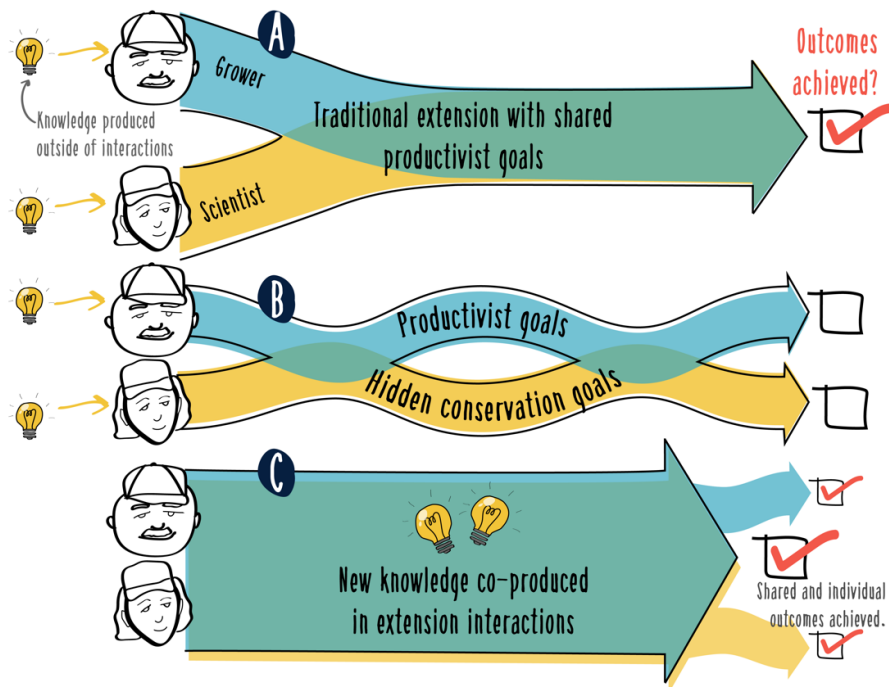 A
Outcomes
achieved?
Grower
Knowledge produced
outside of interactions
Traditional extension with shared
productivist goals
Scientist
B
Productivist goals
Hidden conservation goals
C
New knowledge co-produced
in extension interactions
Shared and individual
outcomes achieved.